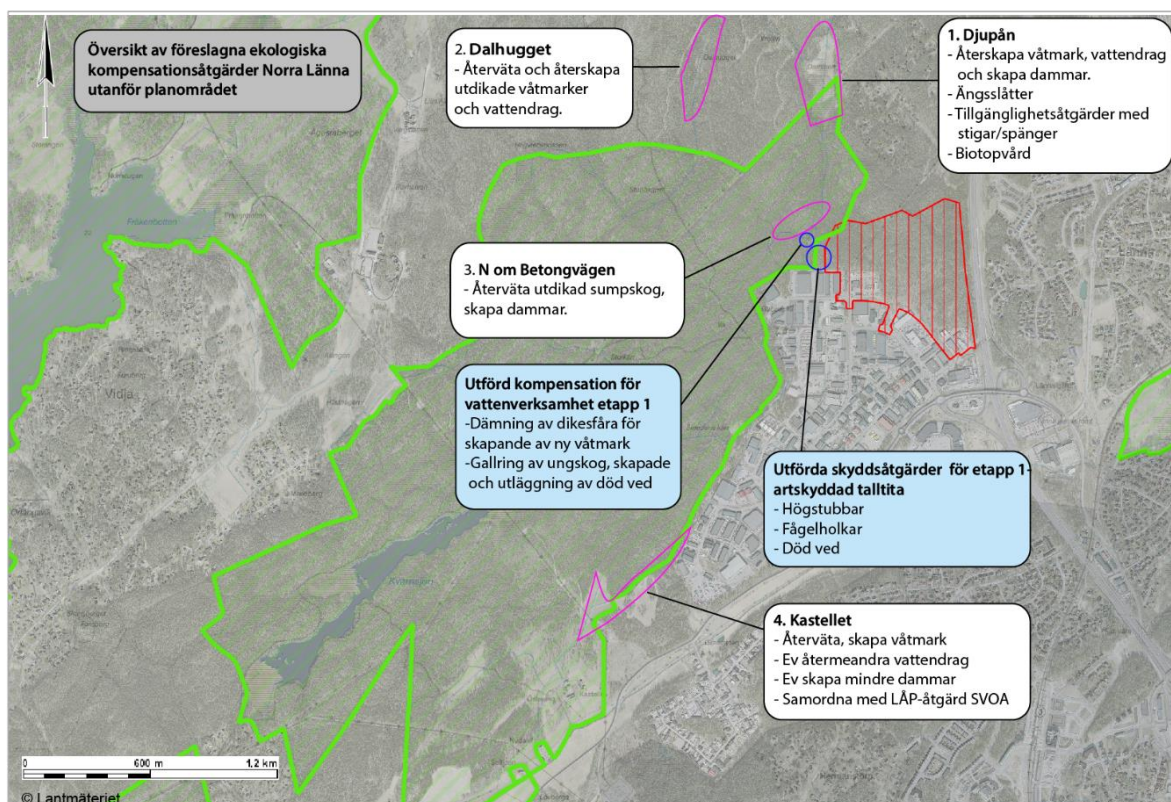 Översikt av föreslagna ekologiska
kompensationsåtgärder Norra Länna
utanför planområdet
2. Dalhugget
- Återväta och återskapa
utdikade våtmarker
och vattendrag.
1. Djupån
- Återskapa våtmark, vattendrag
och skapa dammar.
- Ängsslåtter
-Tillgänglighetsåtgärder med
stigar/spänger
- Biotopvård
3. N om Betongvägen
- Återväta utdikad sumpskog,
skapa dammar.
Utförd kompensation för
vattenverksamhet etapp 1
-Dämning av dikesfåra för
skapande av ny våtmark
-Gallring av ungskog, skapade
och utläggning av död ved
Utförda skyddsåtgärder för etapp 1-
artskyddad talltita
- Högstubbar
- Fågelholkar
- Död ved
4. Kastellet
- Återväta, skapa våtmark
- Ev återmeandra vattendrag
- Ev skapa mindre dammar
- Samordna med LÅP-åtgärd SVOA
Vidja
Kvarnsjön
0 600 m 1,2 km
© Lantmäteriet